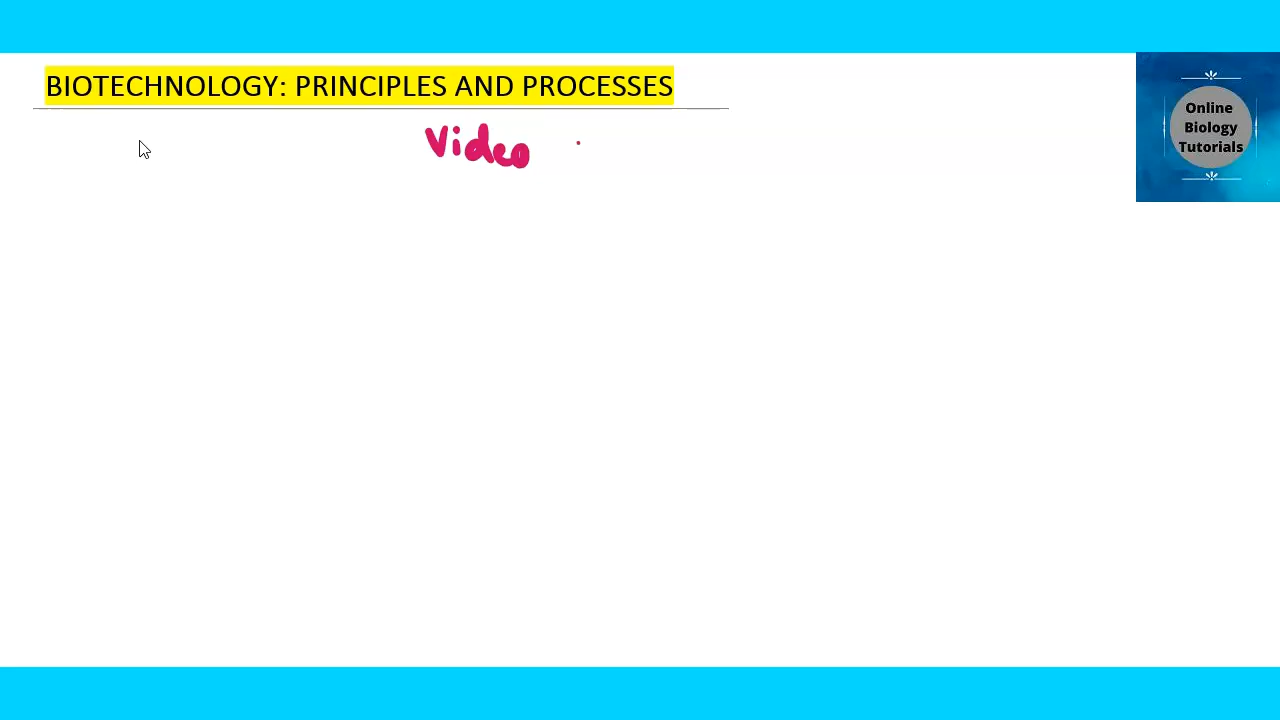 BIOTECHNOLOGY: PRINCIPLES AND PROCESSES
Video
Online
Biology
Tutorials